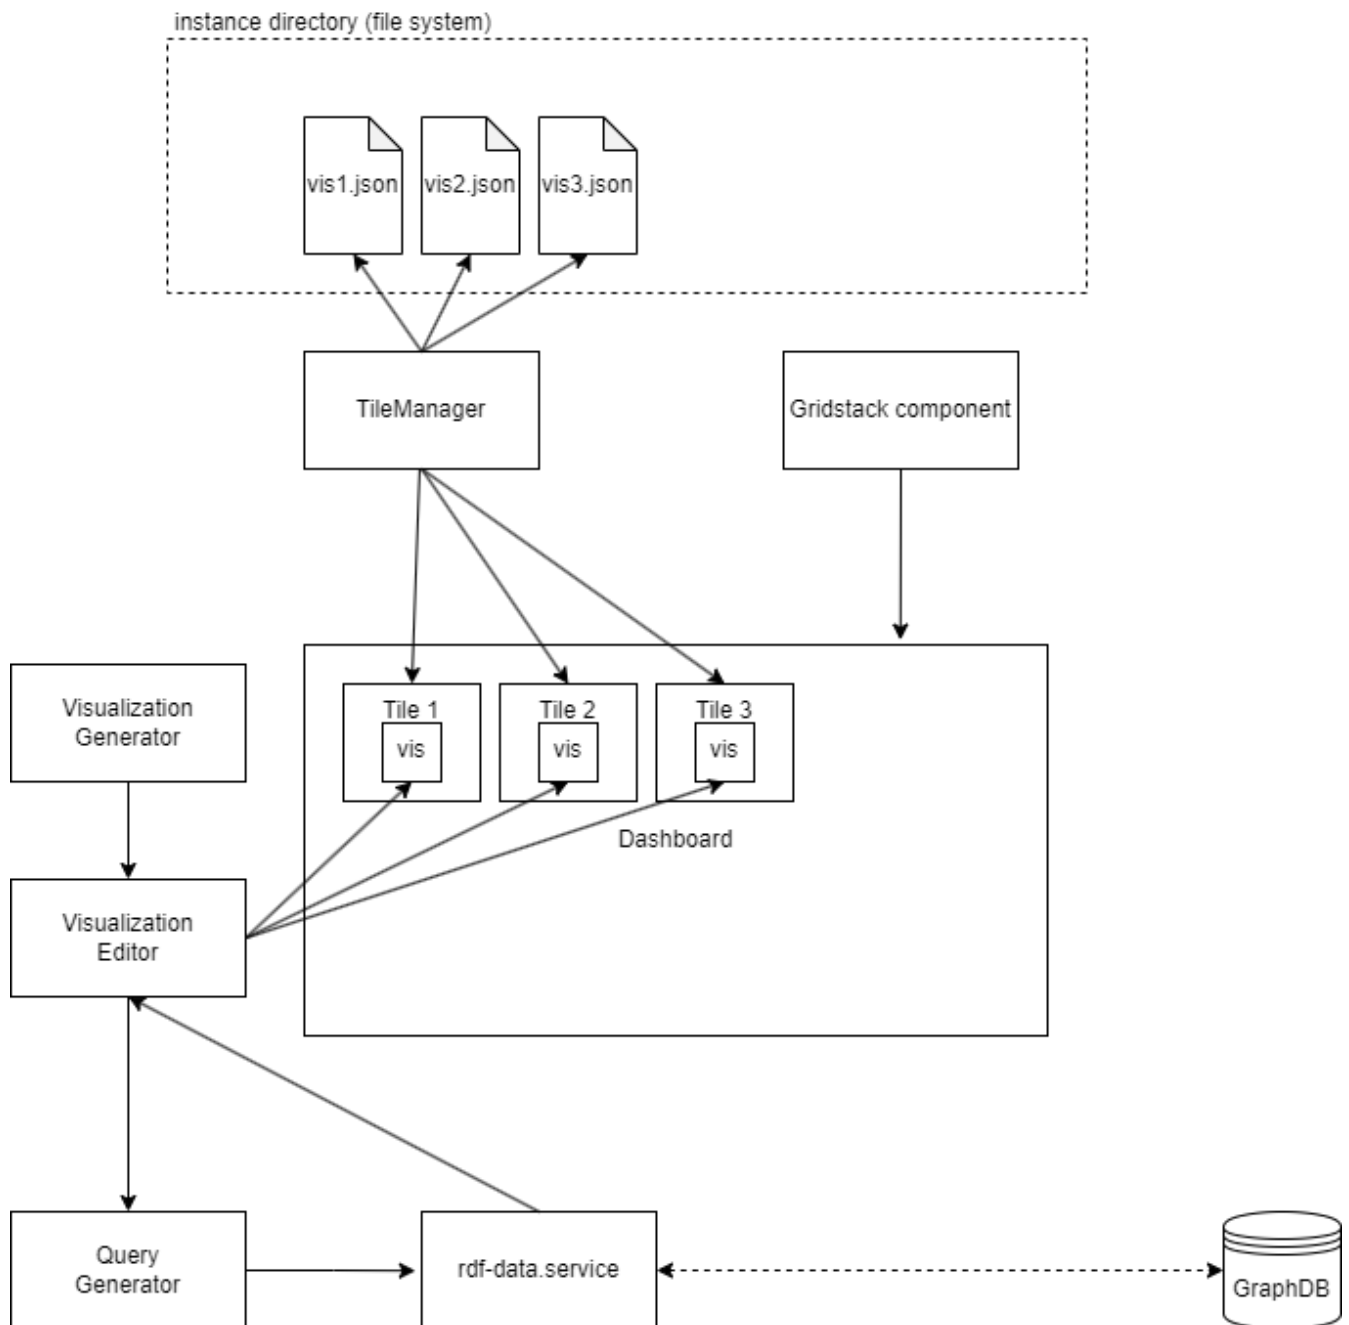 instance directory (file system)
vis1.json
vis2.json
vis3.json
TileManager
Gridstack component
Visualization
Generator
Tile 1
vis
Tile 2
vis
Tile 3
vis
Dashboard
Visualization
Editor
Query
Generator
rdf-data.service
GraphDB